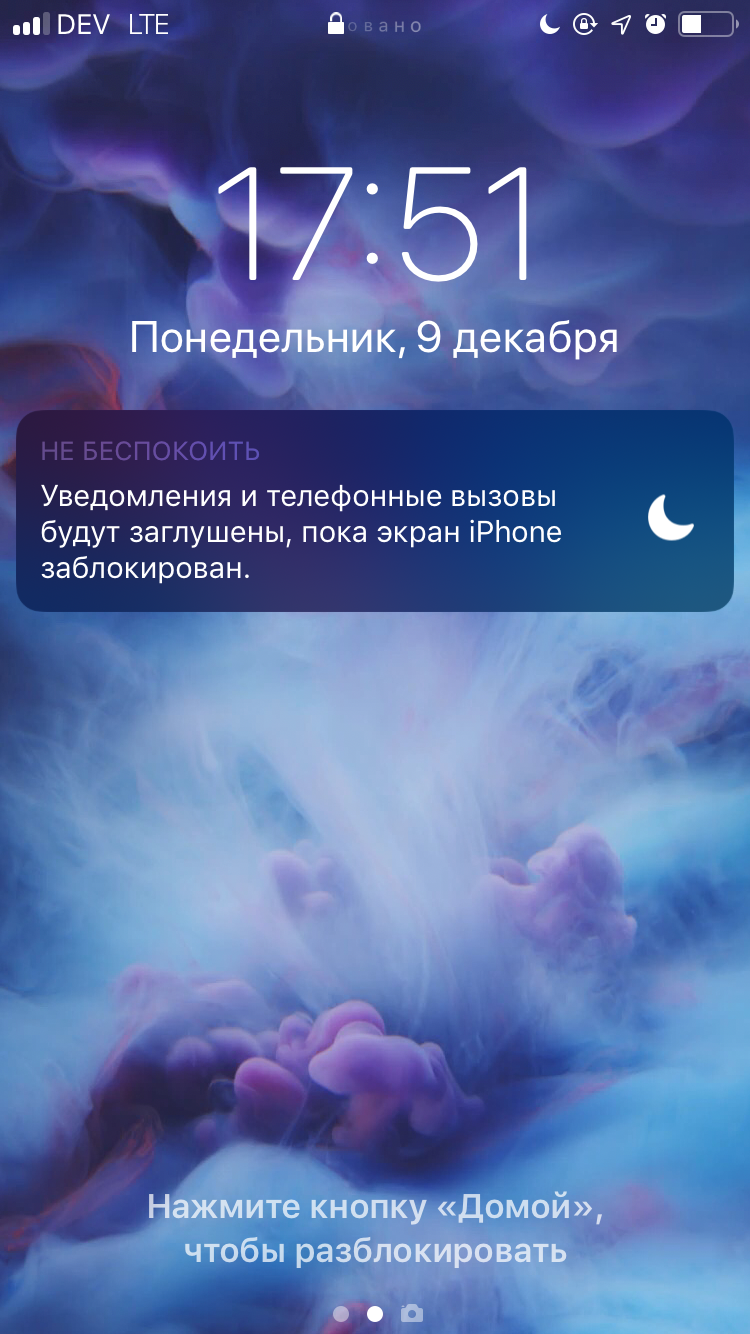 DEV LTE
17:51
Понедельник, 9 декабря
НЕ БЕСПОКОИТЬ
Уведомления и телефонные вызовы
будут заглушены, пока экран iPhone
заблокирован.
Нажмите кнопку «Домой»,
чтобы разблокировать